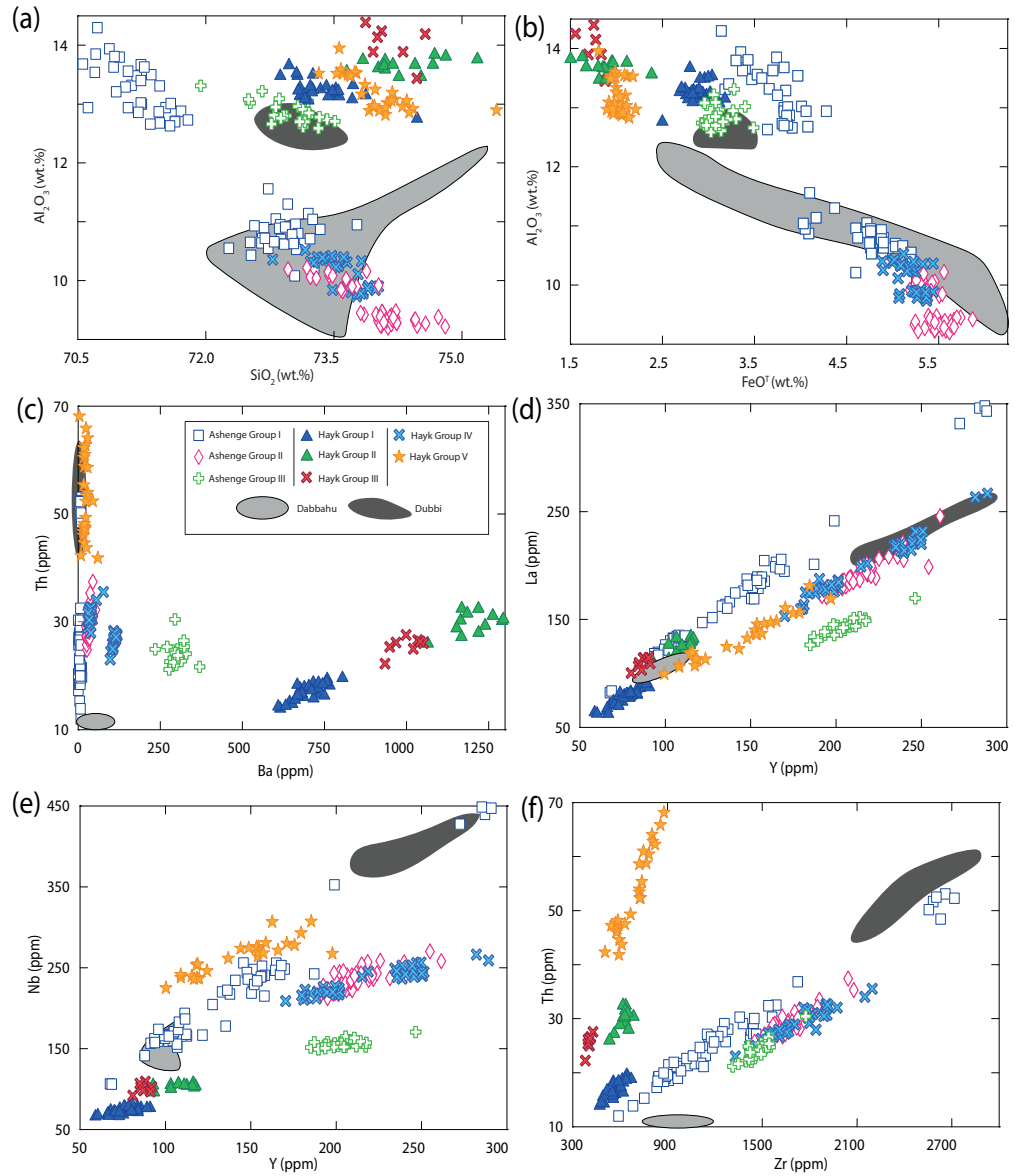 (a)
14
12
10
Al₂O₃ (wt.%)
70.5 72.0 73.5 75.0
SiO₂ (wt.%)
(b)
14
12
10
Al₂O₃ (wt.%)
1.5 2.5 3.5 4.5 5.5
FeOᵀ (wt.%)
(c)
70
50
30
10
Th (ppm)
0 250 500 750 1000 1250
Ba (ppm)
Ashenge Group I Hayk Group I Hayk Group IV
Ashenge Group II Hayk Group II Hayk Group V
Ashenge Group III Hayk Group III
Dabbahu Dubbi
(d)
350
250
150
50
La (ppm)
50 100 150 200 250 300
Y (ppm)
(e)
450
350
250
150
50
Nb (ppm)
50 100 150 200 250 300
Y (ppm)
(f)
70
50
30
10
Th (ppm)
300 900 1500 2100 2700
Zr (ppm)